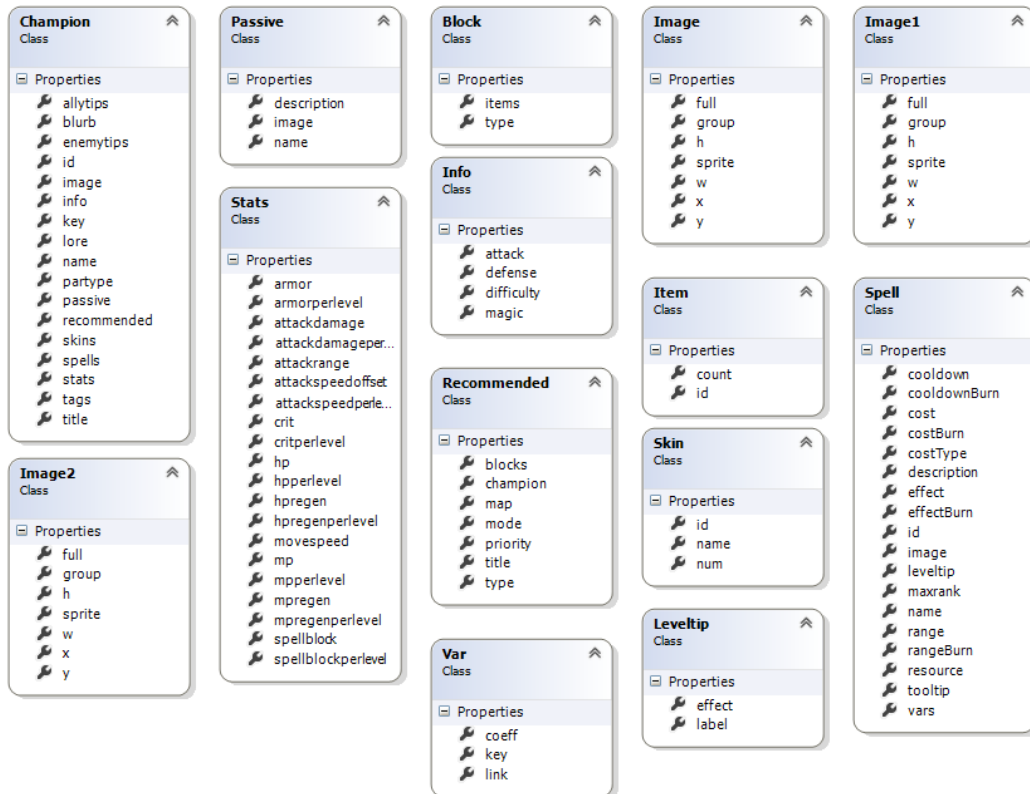 Champion
Class
Properties
allytips
blurb
enemytips
id
image
info
key
lore
name
partype
passive
recommended
skins
spells
stats
tags
title
Image2
Class
Properties
full
group
h
sprite
w
x
y
Passive
Class
Properties
description
image
name
Stats
Class
Properties
armor
armorperlevel
attackdamage
attackdamageper...
attackrange
attackspeedoffset
attackspeedperle...
crit
critperlevel
hp
hpperlevel
hpregen
hpregenperlevel
movespeed
mp
mpperlevel
mpregen
mpregenperlevel
spellblock
spellblockperlevel
Block
Class
Properties
items
type
Info
Class
Properties
attack
defense
difficulty
magic
Recommended
Class
Properties
blocks
champion
map
mode
priority
title
type
Var
Class
Properties
coeff
key
link
Image
Class
Properties
full
group
h
sprite
w
x
y
Item
Class
Properties
count
id
Skin
Class
Properties
id
name
num
Leveltip
Class
Properties
effect
label
Image1
Class
Properties
full
group
h
sprite
w
x
y
Spell
Class
Properties
cooldown
cooldownBurn
cost
costBurn
costType
description
effect
effectBurn
id
image
leveltip
maxrank
name
range
rangeBurn
resource
tooltip
vars